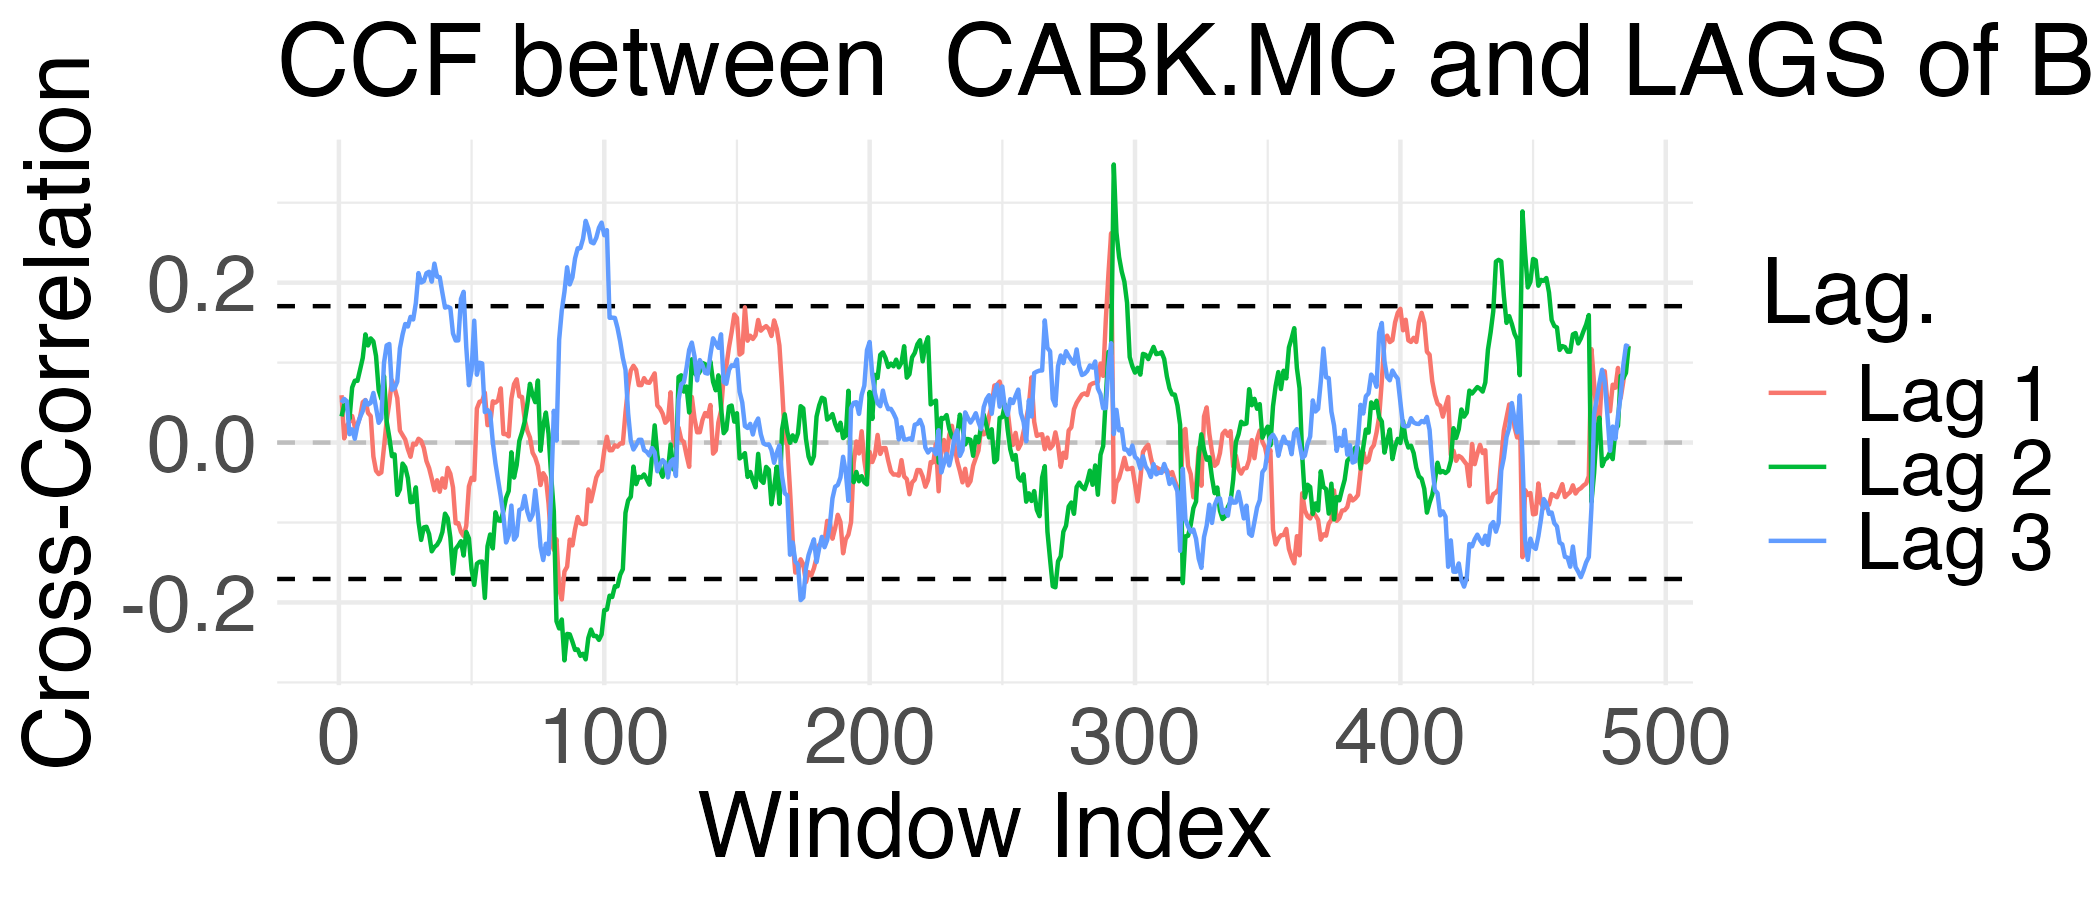 CCF between  CABK.MC and LAGS of B
Cross-Correlation
0.2
0.0
-0.2
0
100
200
300
400
500
Window Index
Lag.
Lag 1
Lag 2
Lag 3